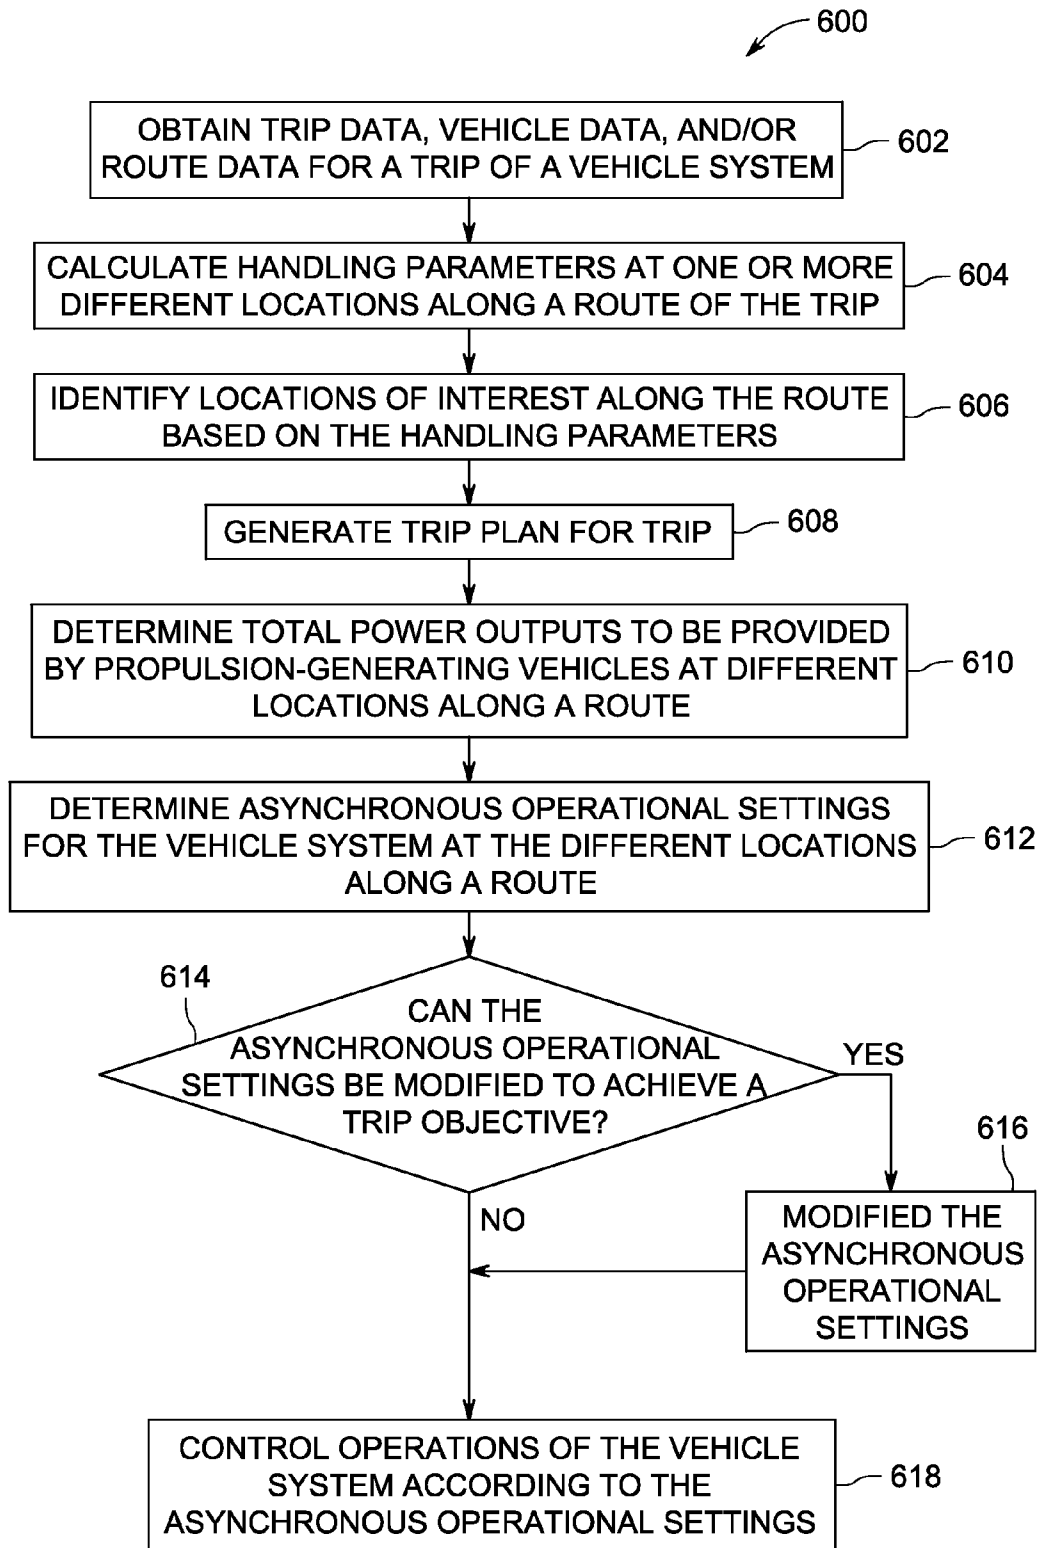 600
OBTAIN TRIP DATA, VEHICLE DATA, AND/OR
ROUTE DATA FOR A TRIP OF A VEHICLE SYSTEM
602
CALCULATE HANDLING PARAMETERS AT ONE OR MORE
DIFFERENT LOCATIONS ALONG A ROUTE OF THE TRIP
604
IDENTIFY LOCATIONS OF INTEREST ALONG THE ROUTE
BASED ON THE HANDLING PARAMETERS
606
GENERATE TRIP PLAN FOR TRIP
608
DETERMINE TOTAL POWER OUTPUTS TO BE PROVIDED
BY PROPULSION-GENERATING VEHICLES AT DIFFERENT
LOCATIONS ALONG A ROUTE
610
DETERMINE ASYNCHRONOUS OPERATIONAL SETTINGS
FOR THE VEHICLE SYSTEM AT THE DIFFERENT LOCATIONS
ALONG A ROUTE
612
614
CAN THE
ASYNCHRONOUS OPERATIONAL
SETTINGS BE MODIFIED TO ACHIEVE A
TRIP OBJECTIVE?
YES
616
NO
MODIFIED THE
ASYNCHRONOUS
OPERATIONAL
SETTINGS
CONTROL OPERATIONS OF THE VEHICLE
SYSTEM ACCORDING TO THE
ASYNCHRONOUS OPERATIONAL SETTINGS
618